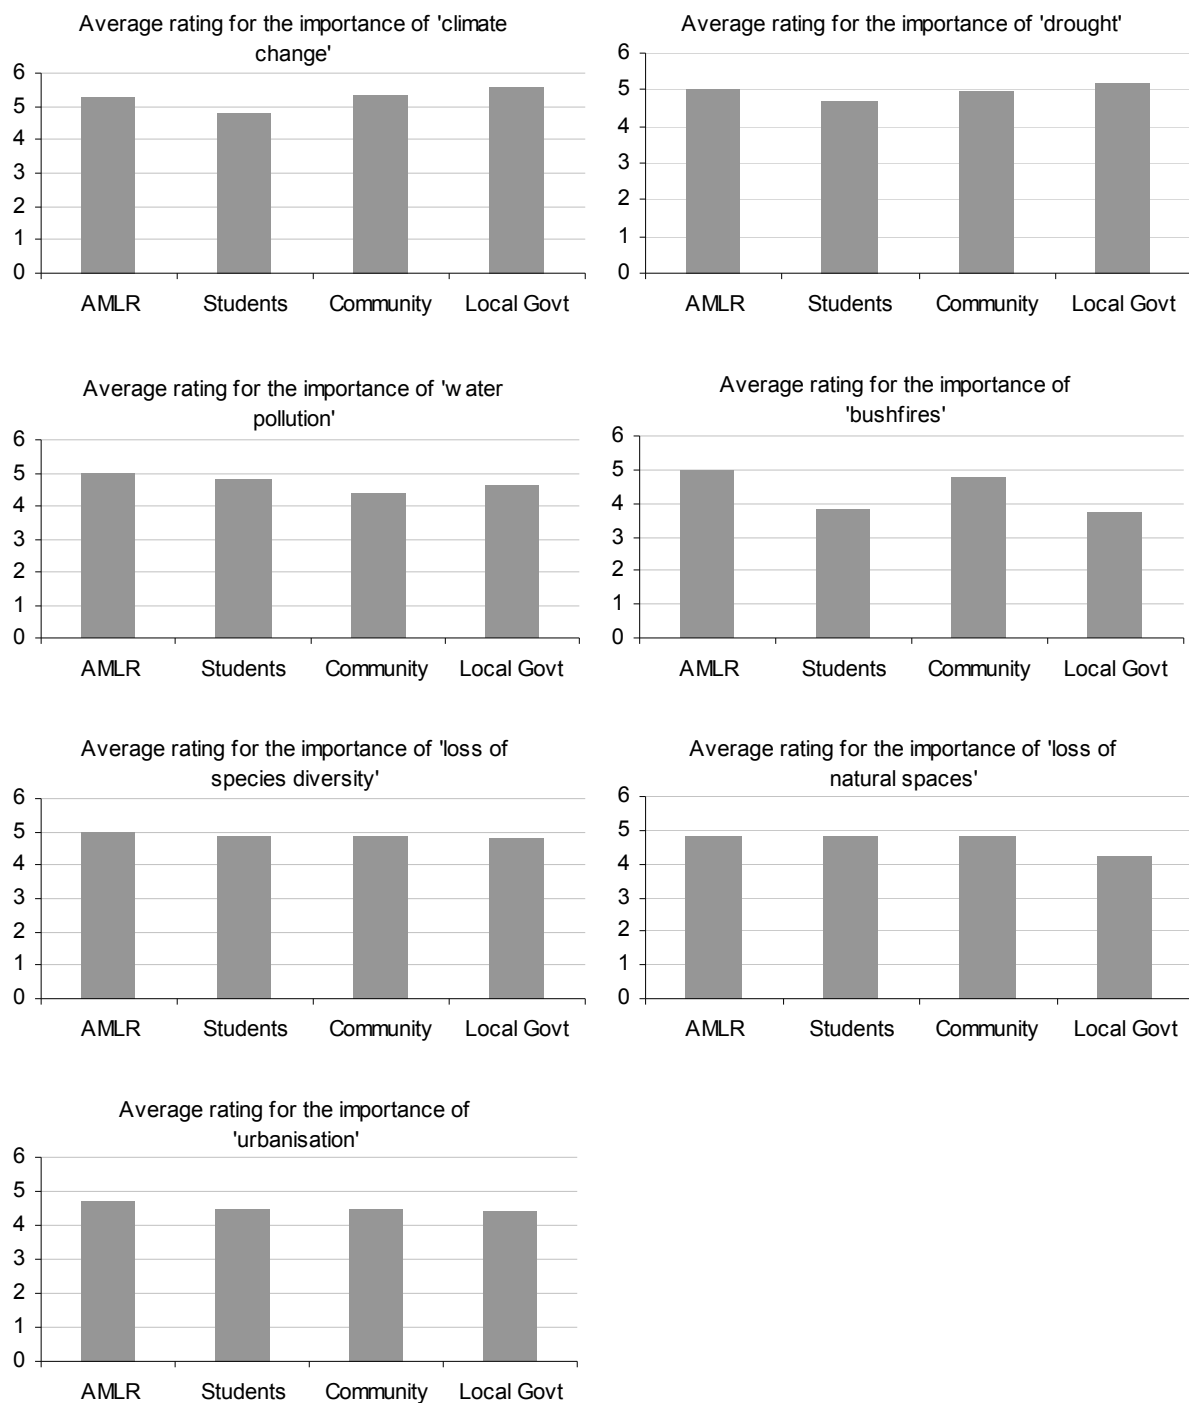 Average rating for the importance of 'climate
change'
6
5
4
3
2
1
0
AMLR Students Community Local Govt
Average rating for the importance of 'drought'
6
5
4
3
2
1
0
AMLR Students Community Local Govt
Average rating for the importance of 'water
pollution'
6
5
4
3
2
1
0
AMLR Students Community Local Govt
Average rating for the importance of
'bushfires'
6
5
4
3
2
1
0
AMLR Students Community Local Govt
Average rating for the importance of 'loss of
species diversity'
6
5
4
3
2
1
0
AMLR Students Community Local Govt
Average rating for the importance of 'loss of
natural spaces'
6
5
4
3
2
1
0
AMLR Students Community Local Govt
Average rating for the importance of
'urbanisation'
6
5
4
3
2
1
0
AMLR Students Community Local Govt